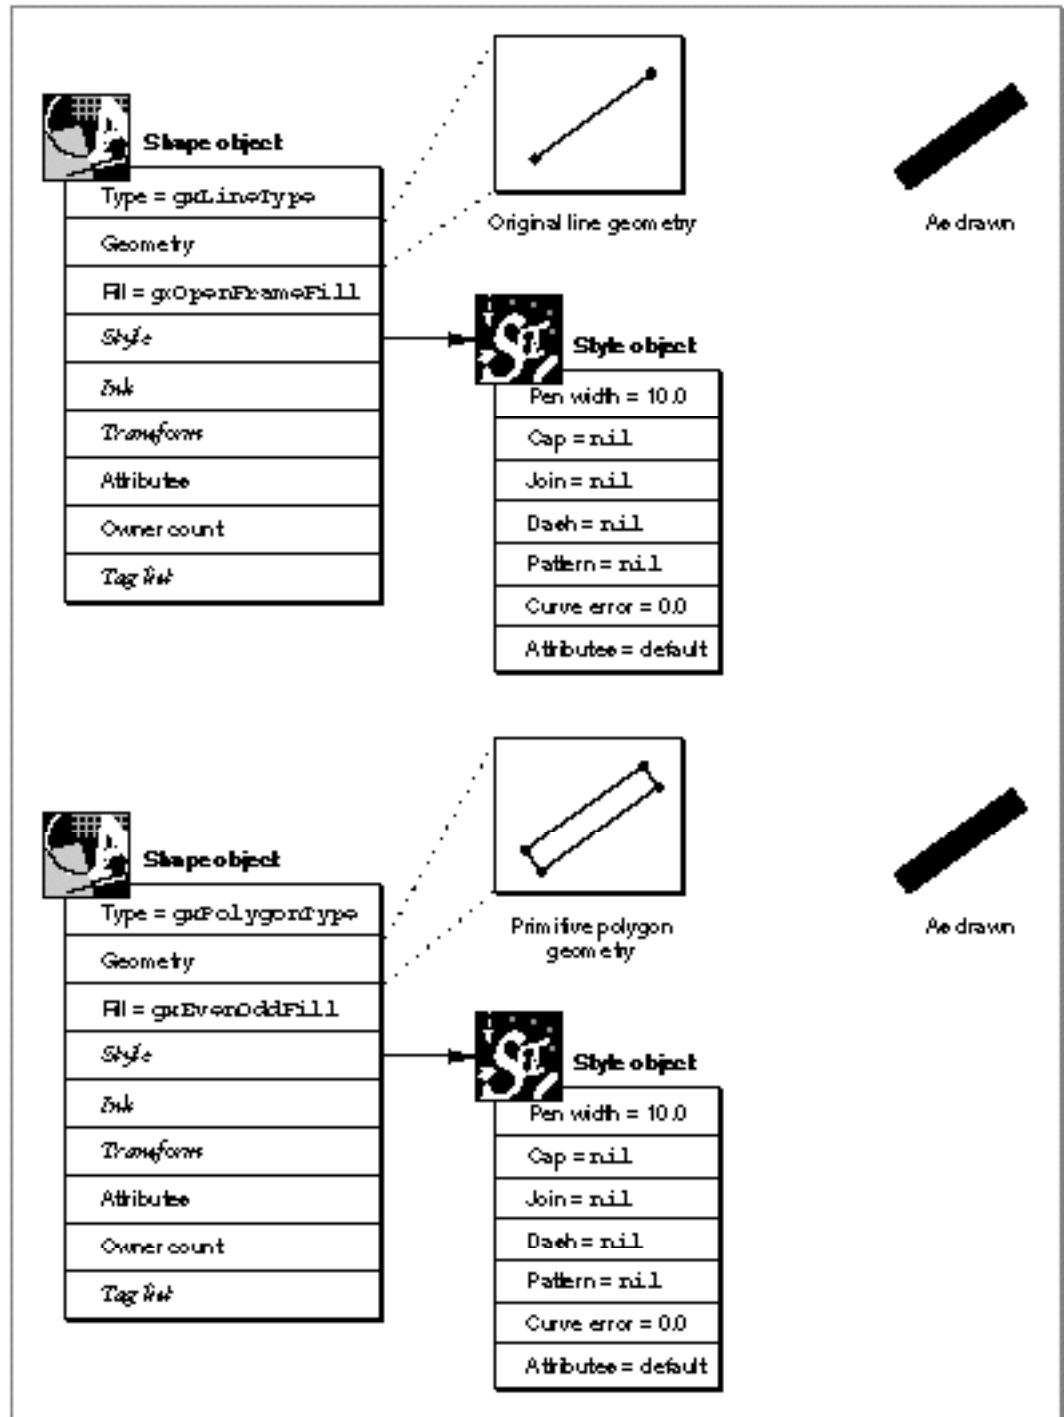 Shape object
Type = gxLineType
Geometry
Fill = gxOpenFrameFill
Style
Ink
Transform
Attributes
Owner count
Tag list
Original line geometry
As drawn
Style object
Pen width = 10.0
Cap = nil
Join = nil
Dash = nil
Pattern = nil
Curve error = 0.0
Attributes = default
Shape object
Type = gxPolygonType
Geometry
Fill = gxEvenOddFill
Style
Ink
Transform
Attributes
Owner count
Tag list
Primitive polygon
geometry
As drawn
Style object
Pen width = 10.0
Cap = nil
Join = nil
Dash = nil
Pattern = nil
Curve error = 0.0
Attributes = default